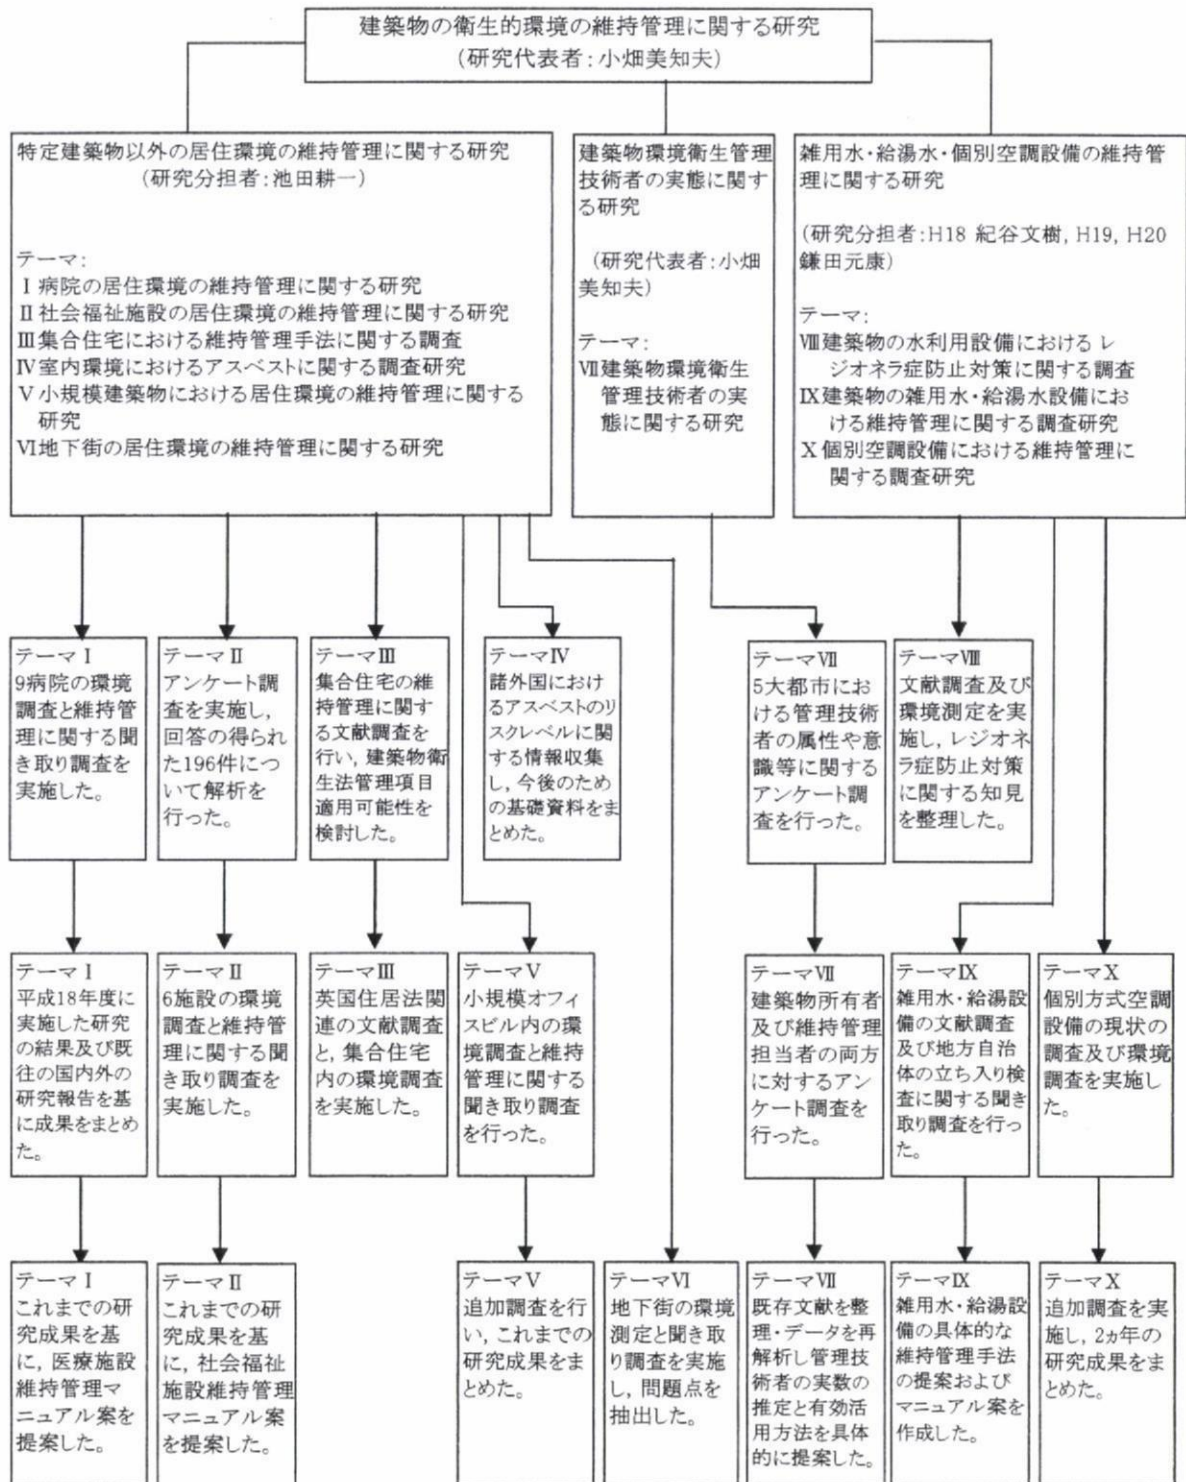 建築物の衛生的環境の維持管理に関する研究
(研究代表者：小畑美知夫)
特定建築物以外の居住環境の維持管理に関する研究
(研究分担者：池田耕一)
テーマ：
Ⅰ病院の居住環境の維持管理に関する研究
Ⅱ社会福祉施設の居住環境の維持管理に関する研究
Ⅲ集合住宅における維持管理手法に関する調査
Ⅳ室内環境におけるアスベストに関する調査研究
Ⅴ小規模建築物における居住環境の維持管理に関する
研究
Ⅵ地下街の居住環境の維持管理に関する研究
建築物環境衛生管理
技術者の実態に関す
る研究
(研究代表者：小畑
美知夫)
テーマ：
Ⅶ建築物環境衛生
管理技術者の実
態に関する研究
雑用水・給湯水・個別空調設備の維持管
理に関する研究
(研究分担者：H18 紀谷文樹, H19, H20
鎌田元康)
テーマ：
Ⅷ建築物の水利用設備におけるレ
ジオネラ症防止対策に関する調査
Ⅸ建築物の雑用水・給湯水設備にお
ける維持管理に関する調査研究
Ⅹ個別空調設備における維持管理に
関する調査研究
テーマⅠ
9病院の環境
調査と維持管
理に関する聞
き取り調査を
実施した。
テーマⅡ
アンケート調
査を実施し，
回答の得られ
た196件につ
いて解析を
行った。
テーマⅢ
集合住宅の維
持管理に関す
る文献調査を
行い，建築物衛
生法管理項目
適用可能性を
検討した。
テーマⅣ
諸外国におけ
るアスベストのリ
スクレベルに関
する情報収集
し，今後のため
の基礎資料をま
とめた。
テーマⅦ
5大都市にお
ける管理技術
者の属性や意
識等に関する
アンケート調
査を行った。
テーマⅧ
文献調査及び
環境測定を実
施し，レジオネ
ラ症防止対策
に関する知見
を整理した。
テーマⅠ
平成18年度に
実施した研究
の結果及び既
往の国内外の
研究報告を基
に成果をまとめ
た。
テーマⅡ
6施設の環境
調査と維持管
理に関する聞
き取り調査を
実施した。
テーマⅢ
英国住居法関
連の文献調査
と，集合住宅
内の環境調査
を実施した。
テーマⅤ
小規模オフィ
スビル内の環
境調査と維持
管理に関する
聞き取り調査
を行った。
テーマⅦ
建築物所有者
及び維持管理
担当者の両方
に対するアン
ケート調査を
行った。
テーマⅨ
雑用水・給湯設
備の文献調査
及び地方自治
体の立ち入り検
査に関する聞き
取り調査を行っ
た。
テーマⅩ
個別方式空調
設備の現状の
調査及び環境
調査を実施し
た。
テーマⅠ
これまでの研
究成果を基
に，医療施設
維持管理マ
ニュアル案を
提案した。
テーマⅡ
これまでの研
究成果を基
に，社会福祉
施設維持管理
マニュアル案
を提案した。
テーマⅤ
追加調査を行
い，これまでの
研究成果をま
とめた。
テーマⅥ
地下街の環境
測定と聞き取
り調査を実施
し，問題点を
抽出した。
テーマⅦ
既存文献を整
理・データを再
解析し管理技
術者の実数の
推定と有効活
用方法を具体
的に提案した。
テーマⅨ
雑用水・給湯設
備の具体的な
維持管理手法
の提案および
マニュアル案を
作成した。
テーマⅩ
追加調査を実
施し，2ヵ年の
研究成果をま
とめた。